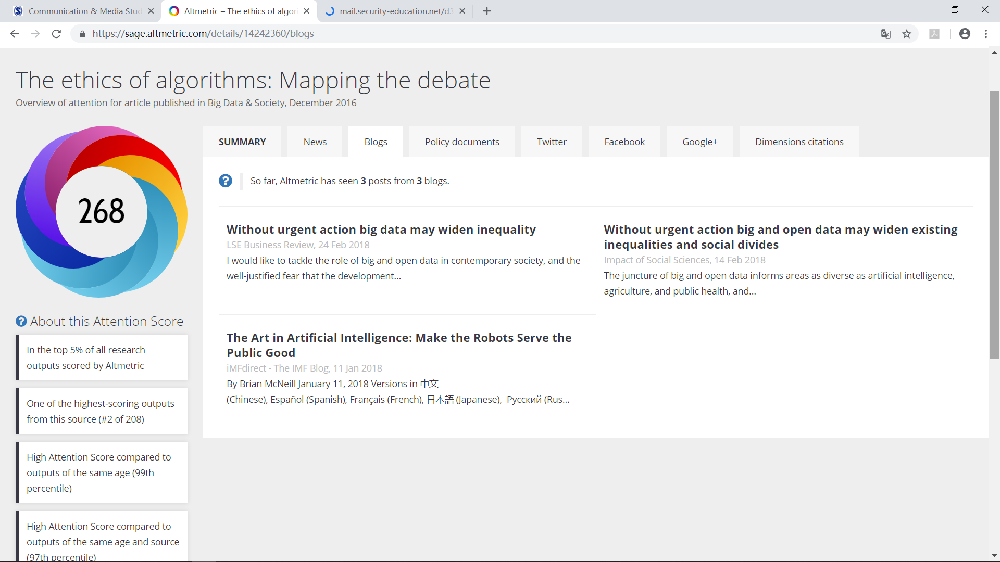 Communication & Media Stud
Altmetric – The ethics of algori
mail.security-education.net/d3
https://sage.altmetric.com/details/14242360/blogs
The ethics of algorithms: Mapping the debate
Overview of attention for article published in Big Data & Society, December 2016
SUMMARY News Blogs Policy documents Twitter Facebook Google+ Dimensions citations
268
So far, Altmetric has seen 3 posts from 3 blogs.
Without urgent action big data may widen inequality
LSE Business Review, 24 Feb 2018
I would like to tackle the role of big and open data in contemporary society, and the
well-justified fear that the development...
Without urgent action big and open data may widen existing
inequalities and social divides
Impact of Social Sciences, 14 Feb 2018
The juncture of big and open data informs areas as diverse as artificial intelligence,
agriculture, and public health, and...
The Art in Artificial Intelligence: Make the Robots Serve the
Public Good
iMFdirect - The IMF Blog, 11 Jan 2018
By Brian McNeill January 11, 2018 Versions in 中文
(Chinese), Español (Spanish), Français (French), 日本語 (Japanese), Русский (Rus...
About this Attention Score
In the top 5% of all research
outputs scored by Altmetric
One of the highest-scoring outputs
from this source (#2 of 208)
High Attention Score compared to
outputs of the same age (99th
percentile)
High Attention Score compared to
outputs of the same age and source
(97th percentile)